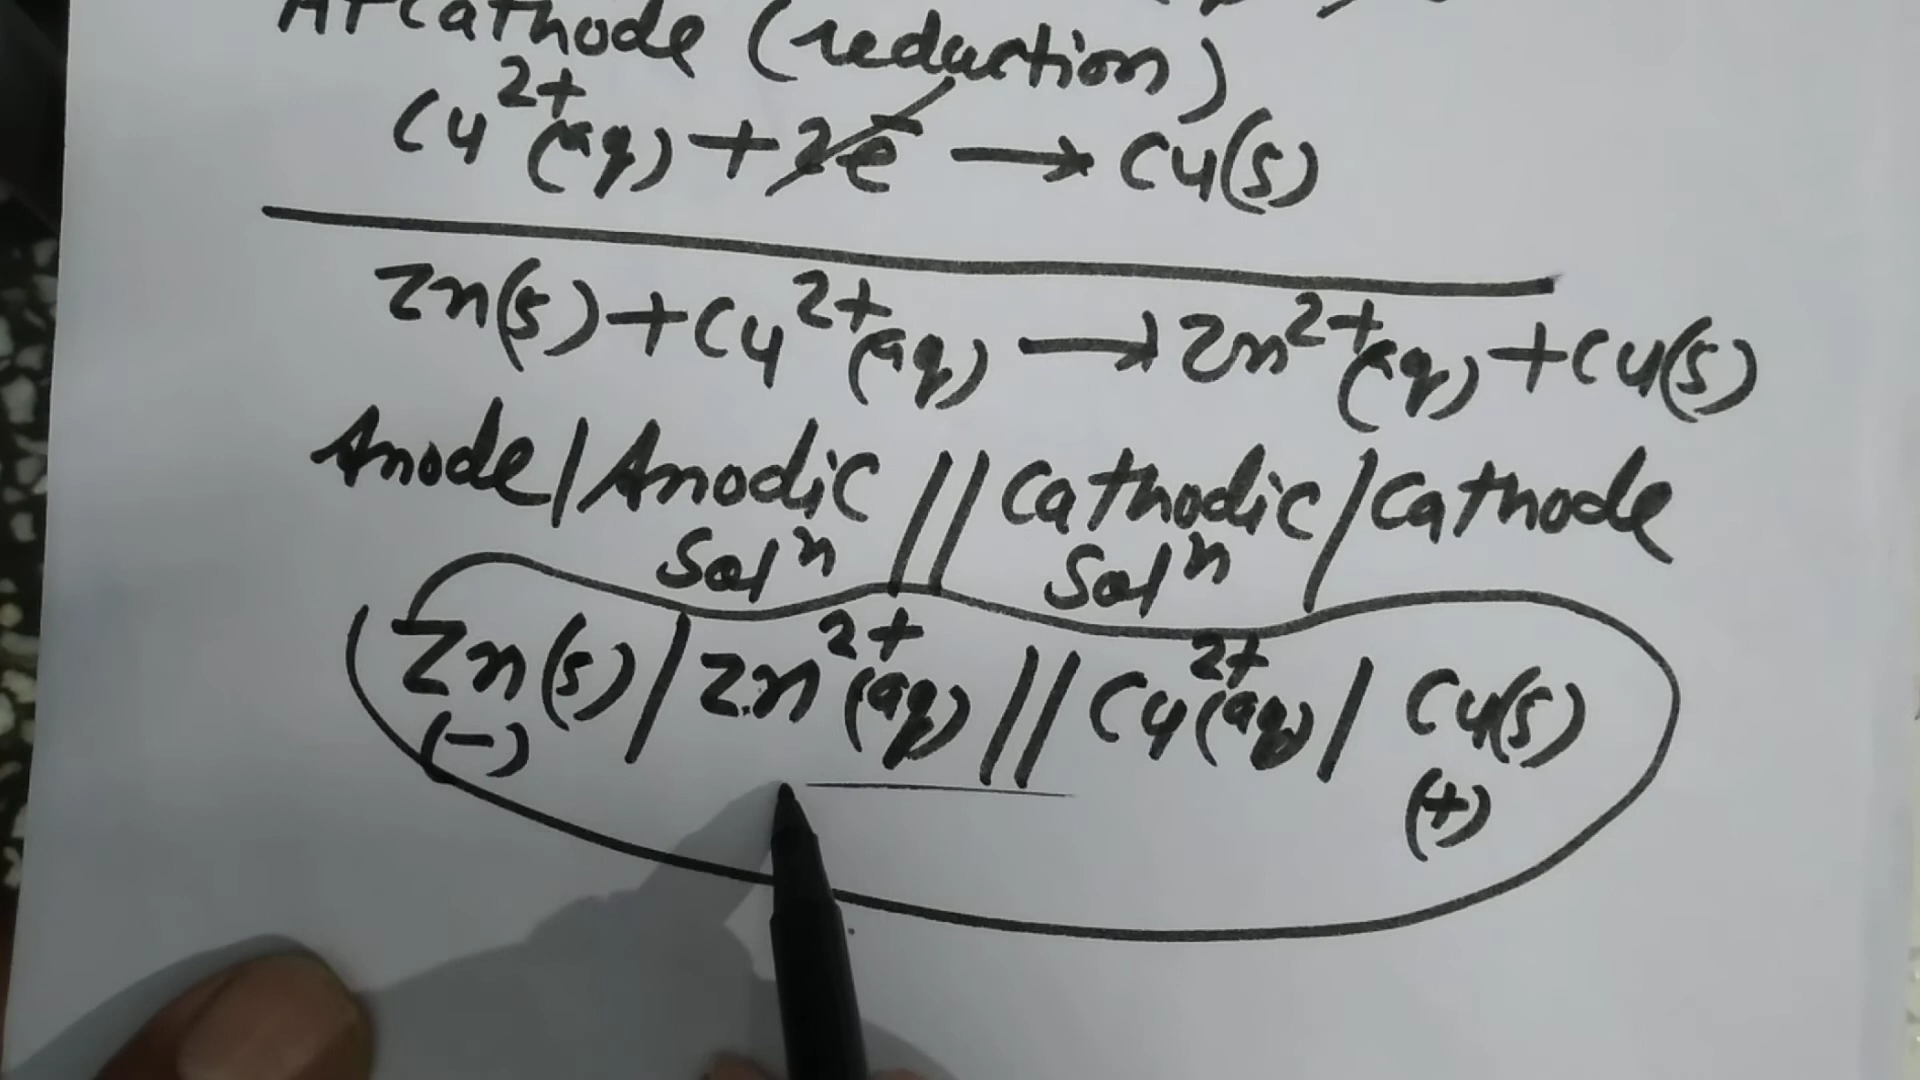 At Cathode (reduction)
Cu²⁺(aq) + 2e⁻ → Cu(s)
Zn(s) + Cu²⁺(aq) → Zn²⁺(aq) + Cu(s)
Anode / Anodic Solⁿ // Cathodic Solⁿ / Cathode
Zn(s) / Zn²⁺(aq) // Cu²⁺(aq) / Cu(s)
(-) (+)